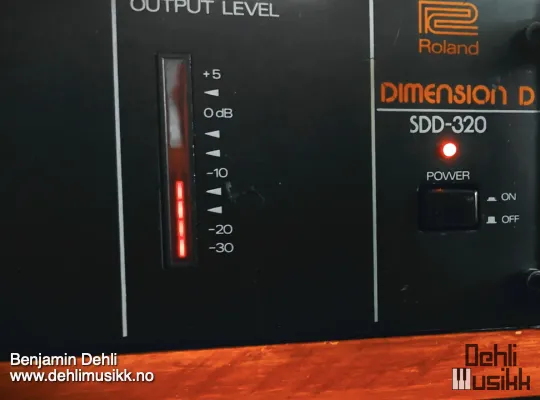 OUTPUT LEVEL
+5
0 dB
-10
-20
-30
Roland
DIMENSION D
SDD-320
POWER
ON
OFF
Benjamin Dehli
www.dehlimusikk.no
Dehli
Musikk